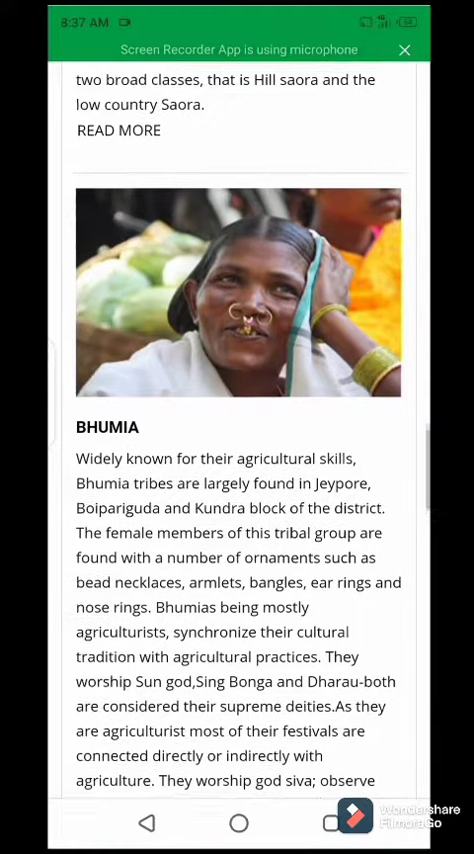 8:37 AM
Screen Recorder App is using microphone
two broad classes, that is Hill saora and the
low country Saora.
READ MORE
BHUMIA
Widely known for their agricultural skills,
Bhumia tribes are largely found in Jeypore,
Boipariguda and Kundra block of the district.
The female members of this tribal group are
found with a number of ornaments such as
bead necklaces, armlets, bangles, ear rings and
nose rings. Bhumias being mostly
agriculturists, synchronize their cultural
tradition with agricultural practices. They
worship Sun god,Sing Bonga and Dharau-both
are considered their supreme deities.As they
are agriculturist most of their festivals are
connected directly or indirectly with
agriculture. They worship god siva; observe
Wondershare
FilmoraGo